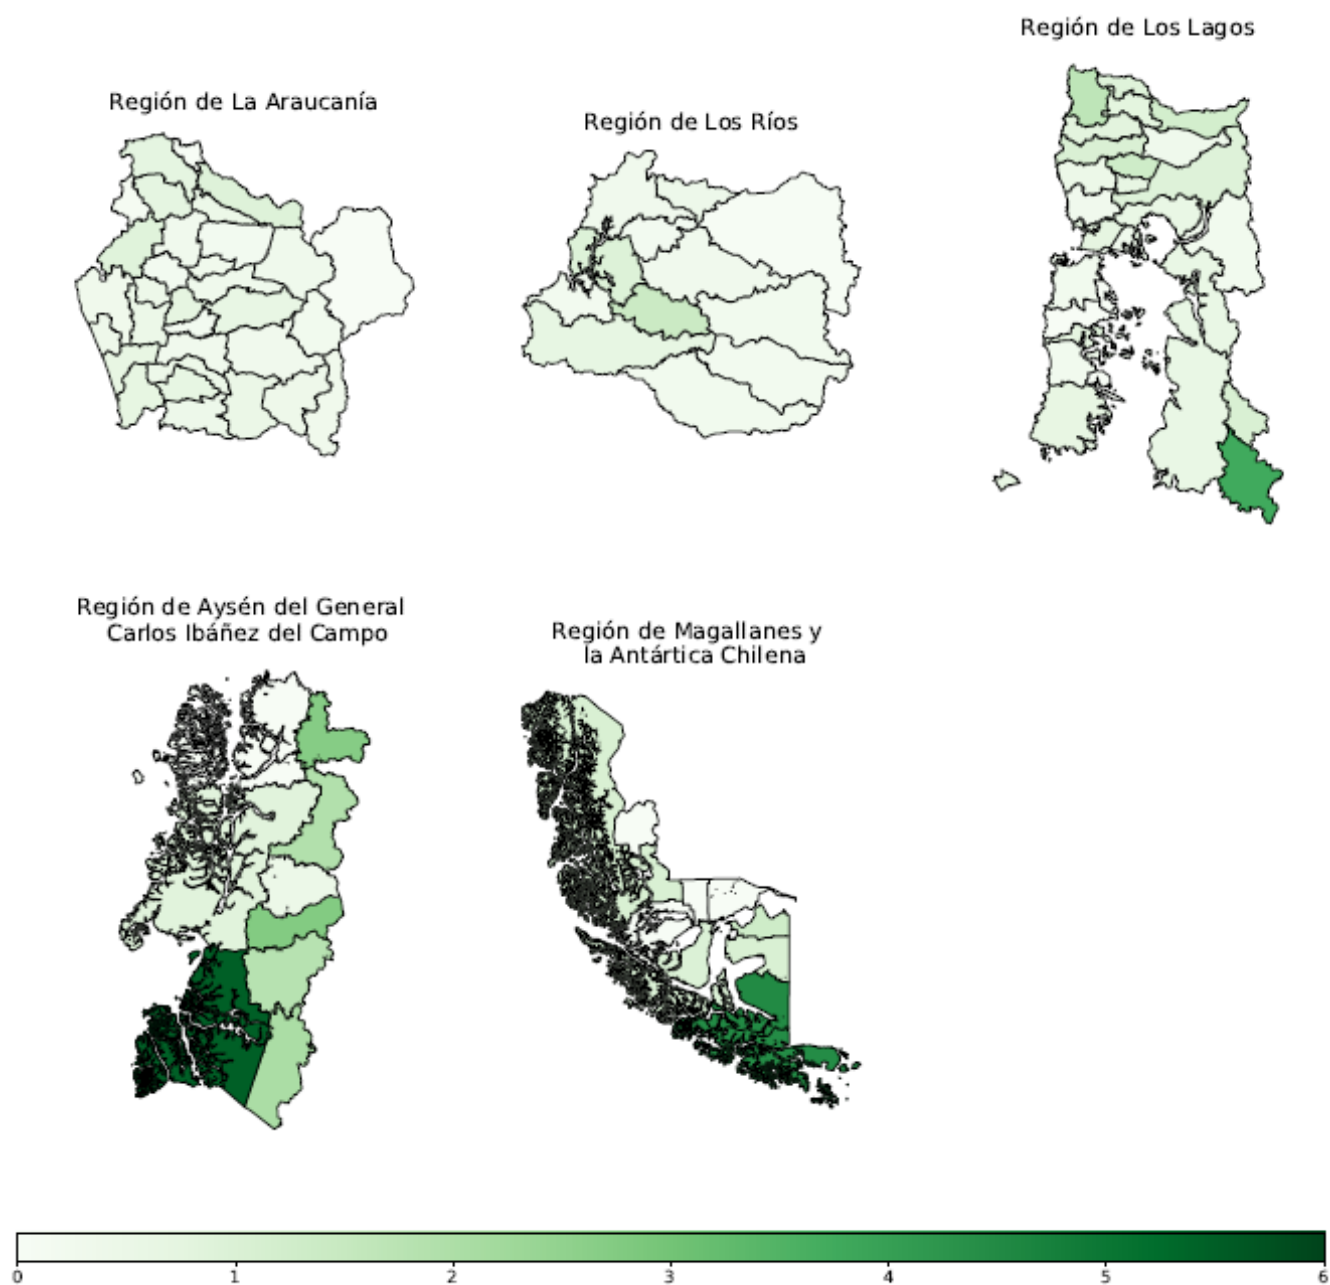 Región de Los Lagos
Región de La Araucanía
Región de Los Ríos
Región de Aysén del General
Carlos Ibáñez del Campo
Región de Magallanes y
la Antártica Chilena
0 1 2 3 4 5 6